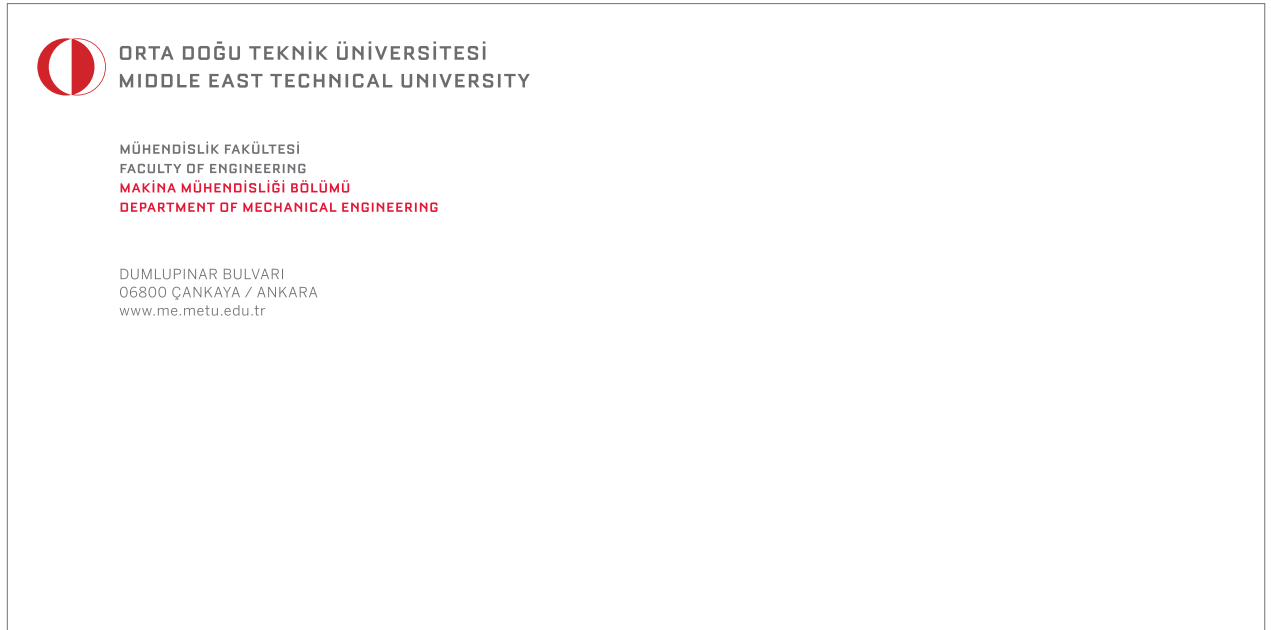 ORTA DOĞU TEKNİK ÜNİVERSİTESİ
MIDDLE EAST TECHNICAL UNIVERSITY
MÜHENDİSLİK FAKÜLTESİ
FACULTY OF ENGINEERING
MAKİNA MÜHENDİSLİĞİ BÖLÜMÜ
DEPARTMENT OF MECHANICAL ENGINEERING
DUMLUPINAR BULVARI
06800 ÇANKAYA / ANKARA
www.me.metu.edu.tr